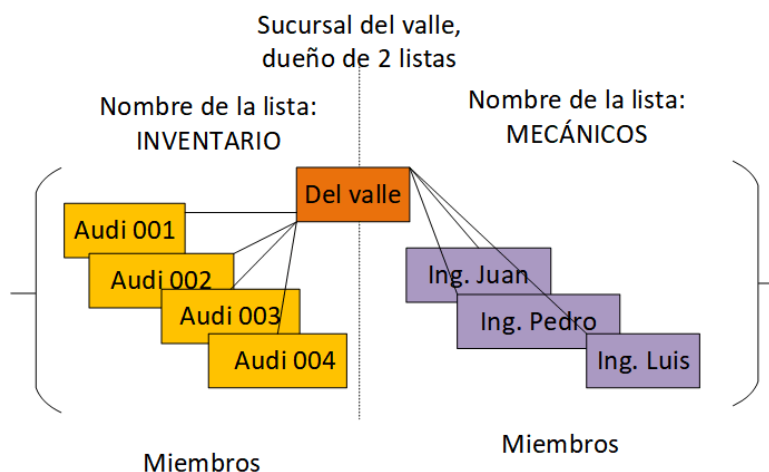 Sucursal del valle,
dueño de 2 listas
Nombre de la lista:
INVENTARIO
Nombre de la lista:
MECÁNICOS
Del valle
Audi 001
Audi 002
Audi 003
Audi 004
Ing. Juan
Ing. Pedro
Ing. Luis
Miembros
Miembros